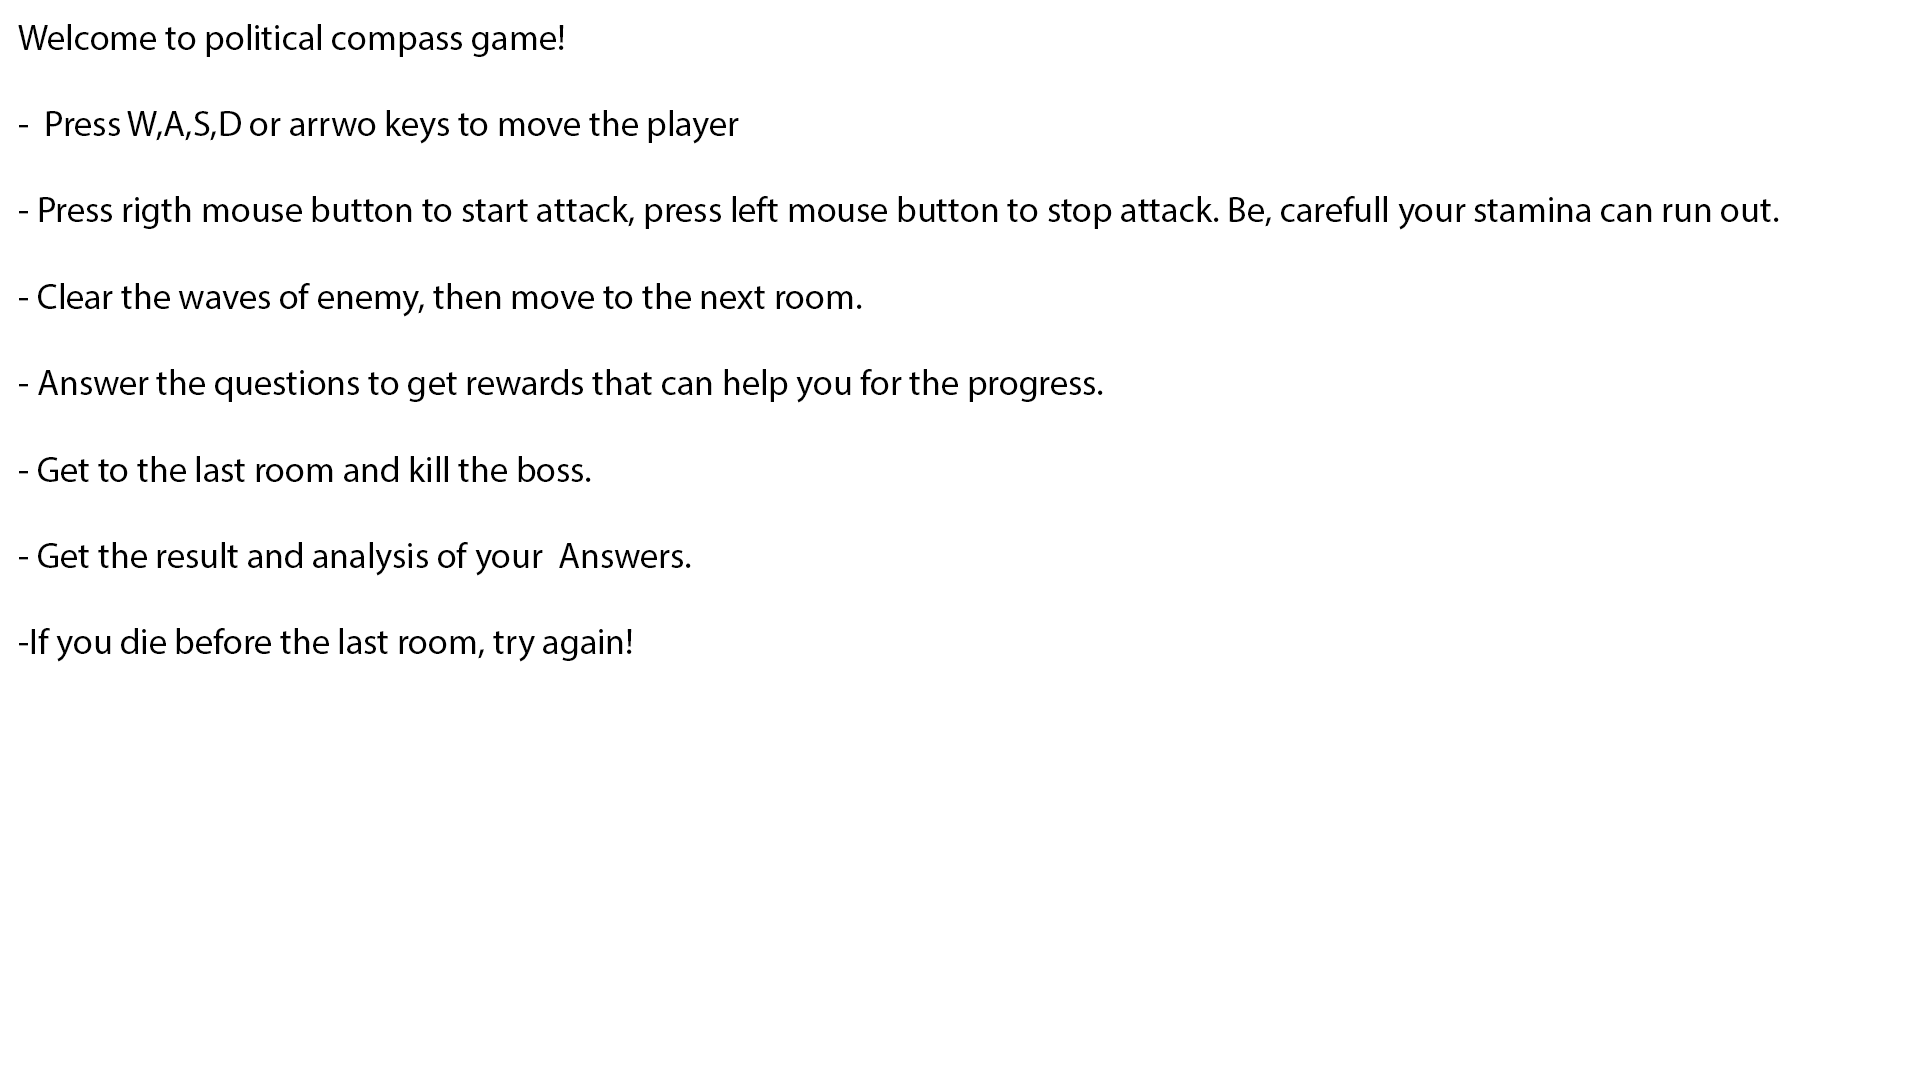 Welcome to political compass game!
-  Press W,A,S,D or arrwo keys to move the player
- Press rigth mouse button to start attack, press left mouse button to stop attack. Be, carefull your stamina can run out.
- Clear the waves of enemy, then move to the next room.
- Answer the questions to get rewards that can help you for the progress.
- Get to the last room and kill the boss.
- Get the result and analysis of your  Answers.
-If you die before the last room, try again!